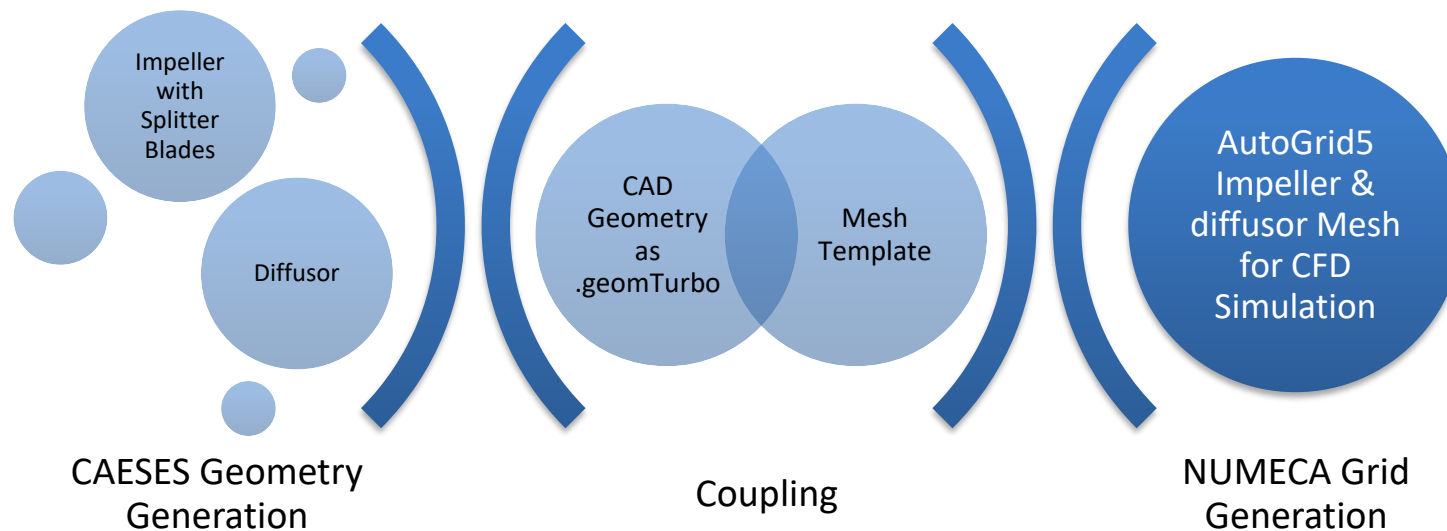 Impeller
with
Splitter
Blades
Diffusor
CAESES Geometry
Generation
CAD
Geometry
as
.geomTurbo
Mesh
Template
Coupling
AutoGrid5
Impeller &
diffusor Mesh
for CFD
Simulation
NUMECA Grid
Generation